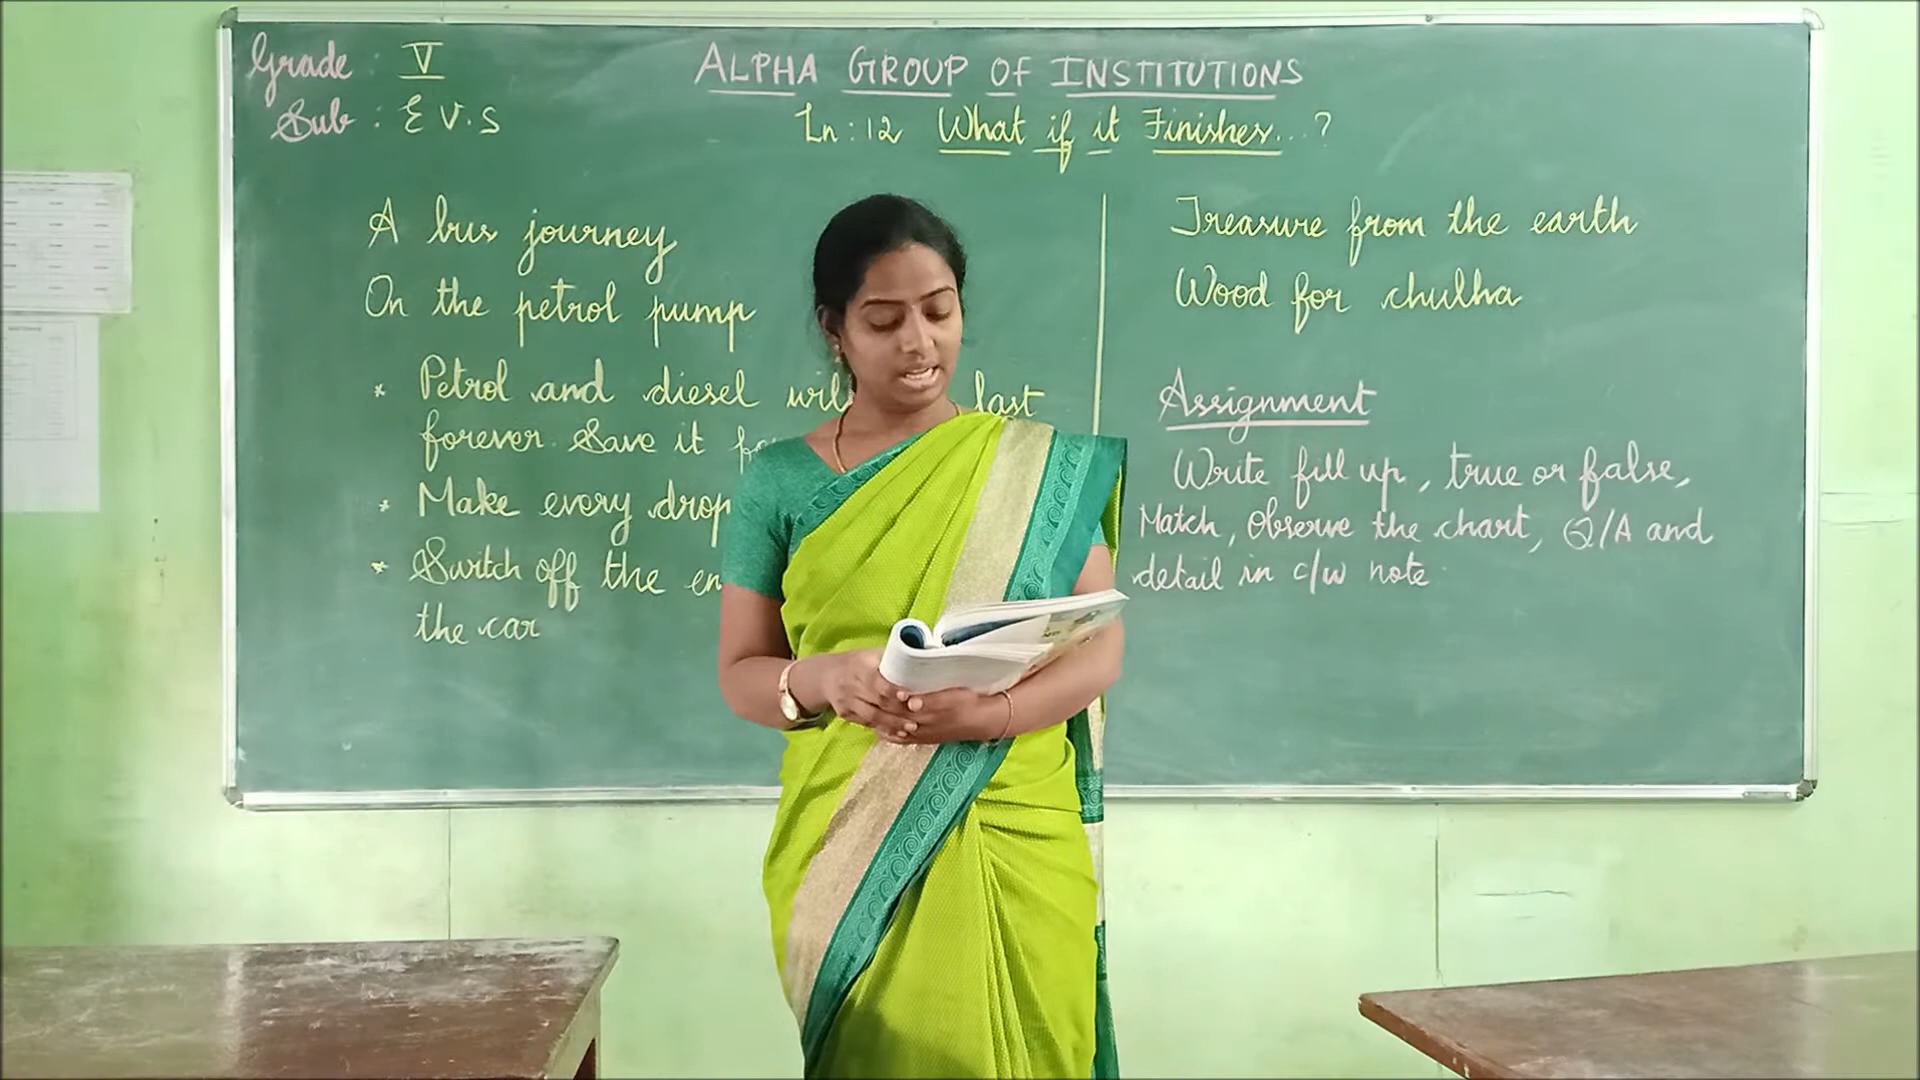 Grade : V
Sub : E V. S
ALPHA GROUP OF INSTITUTIONS
Ln : 12 What if it Finishes...?
A bus journey
On the petrol pump
* Petrol and diesel will last
forever. Save it
* Make every drop
* Switch off the
the car
Treasure from the earth
Wood for chulha
Assignment
Write fill up, true or false,
Match, Observe the chart, Q/A and
detail in c/w note